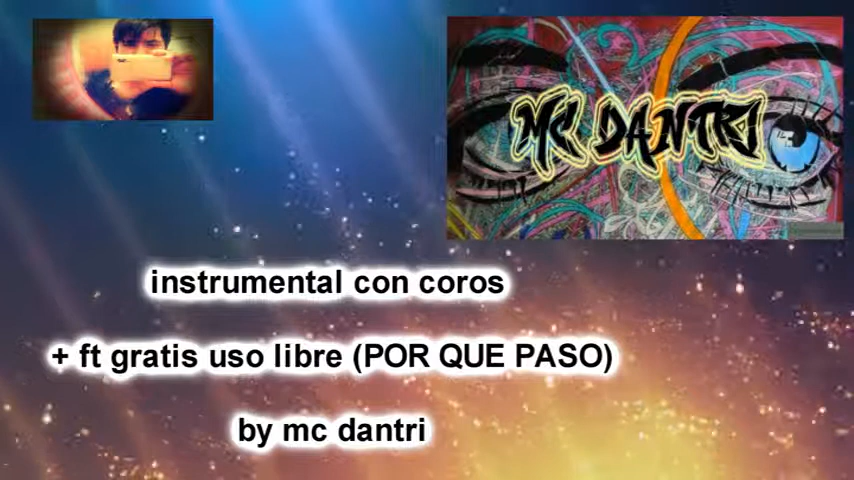 MC DANTRI
instrumental con coros
+ ft gratis uso libre (POR QUE PASO)
by mc dantri